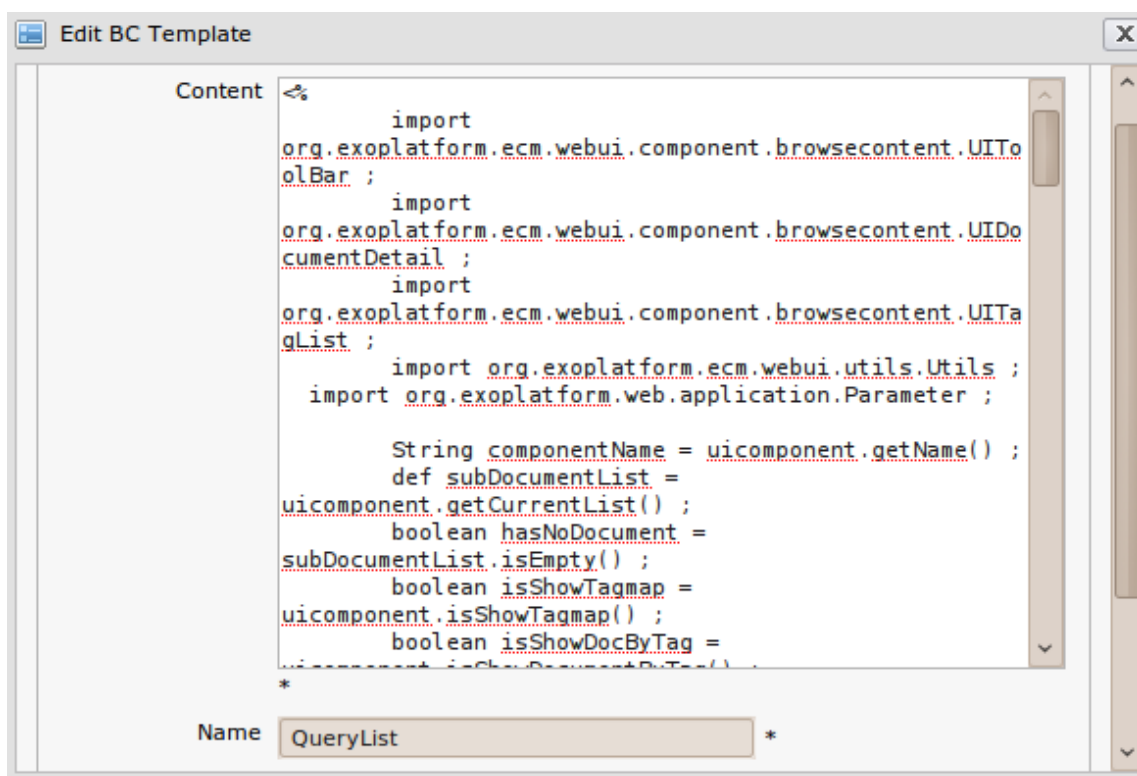 Edit BC Template
X
Content
<%
import
org.exoplatform.ecm.webui.component.browsecontent.UITo
olBar ;
import
org.exoplatform.ecm.webui.component.browsecontent.UIDo
cumentDetail ;
import
org.exoplatform.ecm.webui.component.browsecontent.UITa
gList ;
import org.exoplatform.ecm.webui.utils.Utils ;
import org.exoplatform.web.application.Parameter ;
String componentName = uicomponent.getName() ;
def subDocumentList =
uicomponent.getCurrentList() ;
boolean hasNoDocument =
subDocumentList.isEmpty() ;
boolean isShowTagmap =
uicomponent.isShowTagmap() ;
boolean isShowDocByTag =
uicomponent.isShowDocumentByTag() ;
*
Name QueryList *